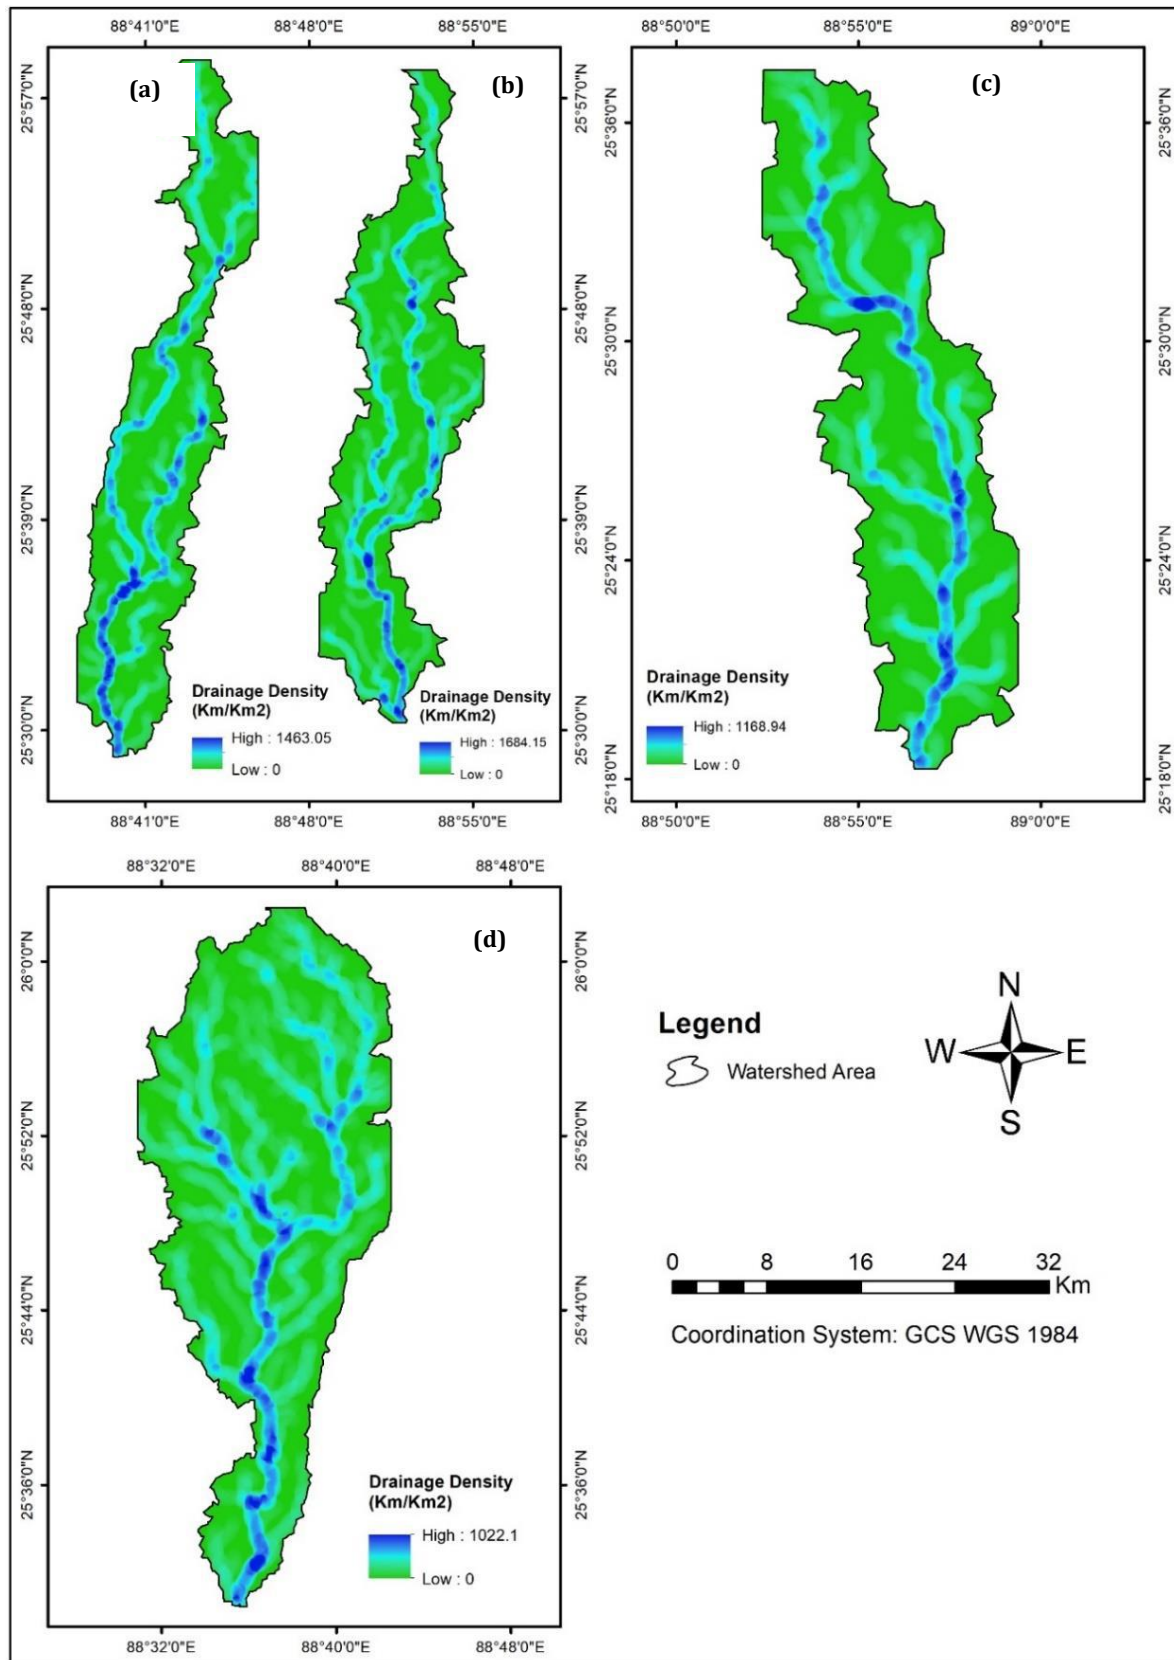 88°41'0"E 88°48'0"E 88°55'0"E
88°50'0"E 88°55'0"E 89°0'0"E
(a)
(b)
(c)
25°57'0"N
25°48'0"N
25°39'0"N
25°30'0"N
25°57'0"N
25°48'0"N
25°39'0"N
25°30'0"N
25°36'0"N
25°30'0"N
25°24'0"N
25°18'0"N
25°36'0"N
25°30'0"N
25°24'0"N
25°18'0"N
Drainage Density
(Km/Km2)
High : 1463.05
Low : 0
Drainage Density
(Km/Km2)
High : 1684.15
Low : 0
Drainage Density
(Km/Km2)
High : 1168.94
Low : 0
88°41'0"E 88°48'0"E 88°55'0"E
88°50'0"E 88°55'0"E 89°0'0"E
88°32'0"E 88°40'0"E 88°48'0"E
(d)
26°0'0"N
25°52'0"N
25°44'0"N
25°36'0"N
26°0'0"N
25°52'0"N
25°44'0"N
25°36'0"N
Drainage Density
(Km/Km2)
High : 1022.1
Low : 0
88°32'0"E 88°40'0"E 88°48'0"E
Legend
Watershed Area
N
W E
S
0 8 16 24 32
Km
Coordination System: GCS WGS 1984